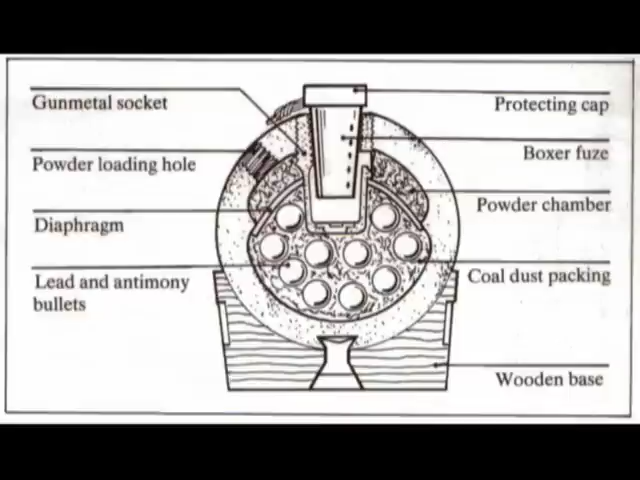 Gunmetal socket
Powder loading hole
Diaphragm
Lead and antimony
bullets
Protecting cap
Boxer fuze
Powder chamber
Coal dust packing
Wooden base